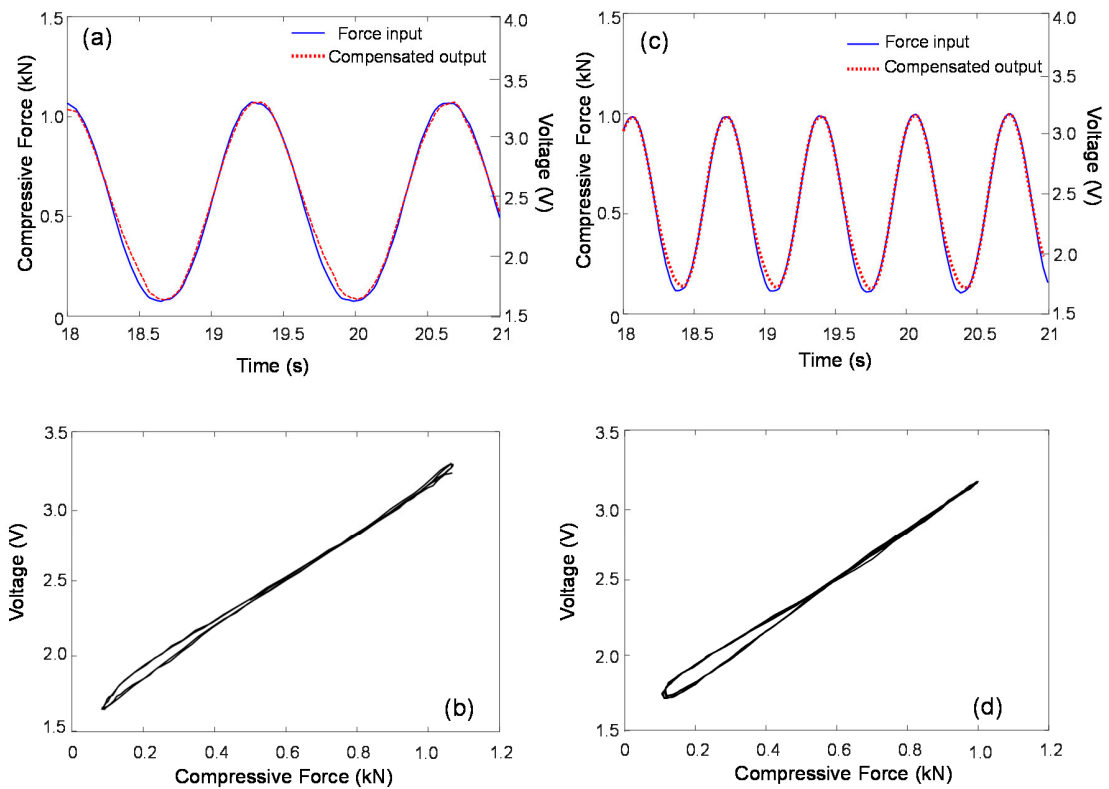 (a)
Force input
Compensated output
Compressive Force (kN)
1.5
1.0
0.5
0
Voltage (V)
4.0
3.5
3.0
2.5
2.0
1.5
18 18.5 19 19.5 20 20.5 21
Time (s)
(c)
Force input
Compensated output
Compressive Force (kN)
1.5
1.0
0.5
0
Voltage (V)
4.0
3.5
3.0
2.5
2.0
1.5
18 18.5 19 19.5 20 20.5 21
Time (s)
Voltage (V)
3.5
3.0
2.5
2.0
1.5
(b)
0 0.2 0.4 0.6 0.8 1.0 1.2
Compressive Force (kN)
Voltage (V)
3.5
3.0
2.5
2.0
1.5
(d)
0 0.2 0.4 0.6 0.8 1.0 1.2
Compressive Force (kN)